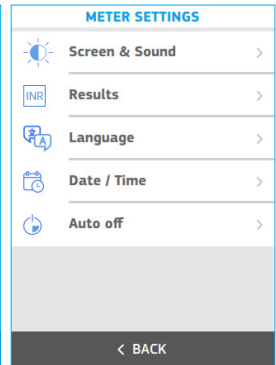 METER SETTINGS
Screen & Sound
INR Results
Language
Date / Time
Auto off
< BACK